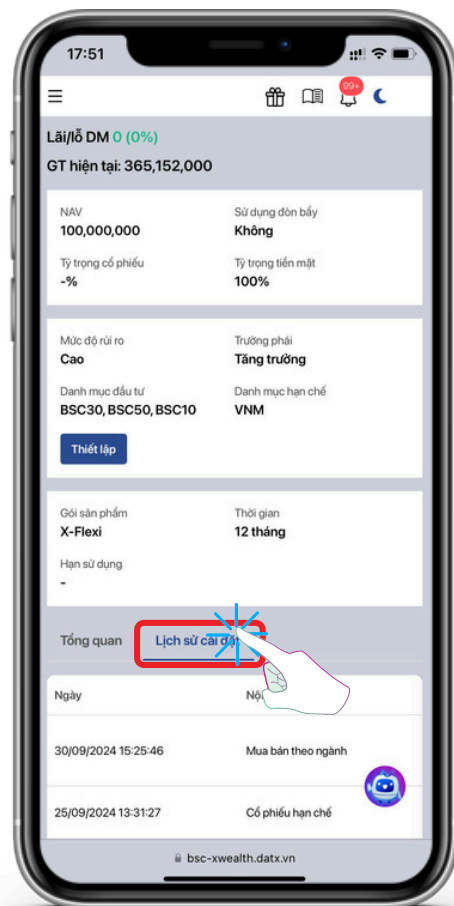 17:51
99+
Lãi/lỗ DM 0 (0%)
GT hiện tại: 365,152,000
NAV
Sử dụng đòn bẩy
100,000,000
Không
Tỷ trọng cổ phiếu
Tỷ trọng tiền mặt
-%
100%
Mức độ rủi ro
Trường phái
Cao
Tăng trưởng
Danh mục đầu tư
Danh mục hạn chế
BSC30, BSC50, BSC10
VNM
Thiết lập
Gói sản phẩm
Thời gian
X-Flexi
12 tháng
Hạn sử dụng
-
Tổng quan
Lịch sử cài đặt
Ngày
30/09/2024 15:25:46
Mua bán theo ngành
25/09/2024 13:31:27
Cổ phiếu hạn chế
bsc-xwealth.datx.vn